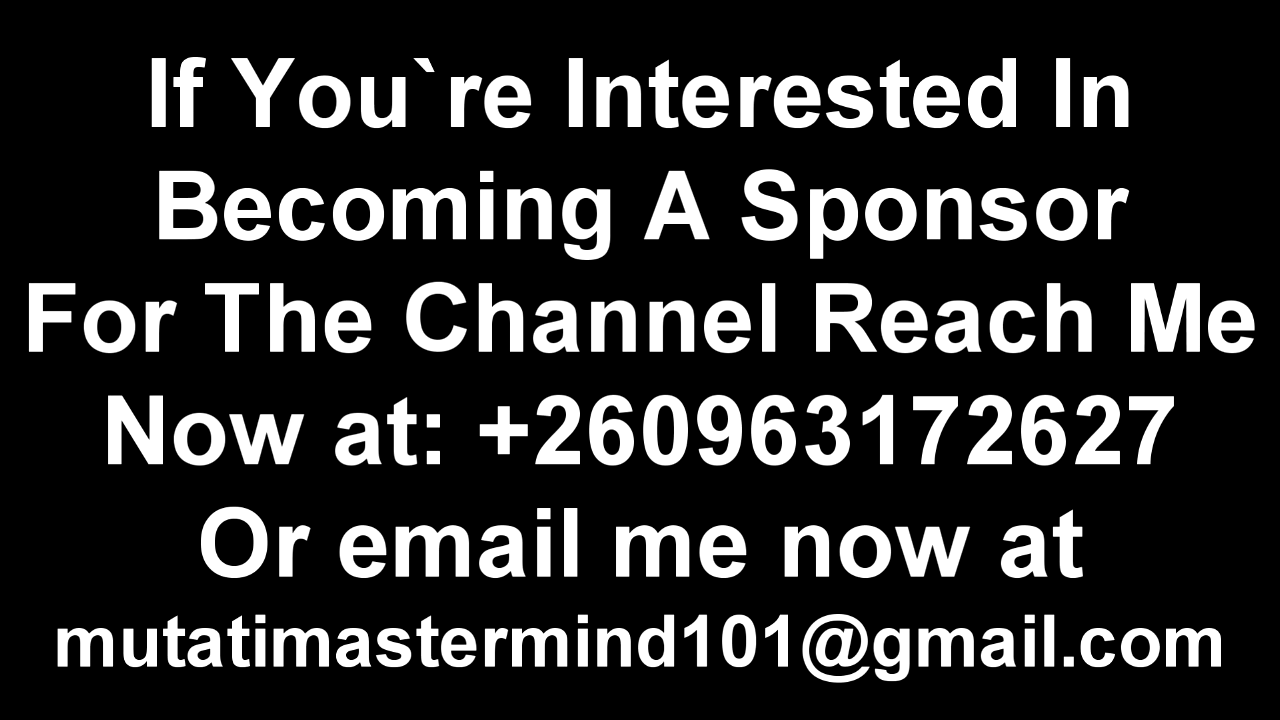 If You`re Interested In
Becoming A Sponsor
For The Channel Reach Me
Now at: +260963172627
Or email me now at
mutatimastermind101@gmail.com